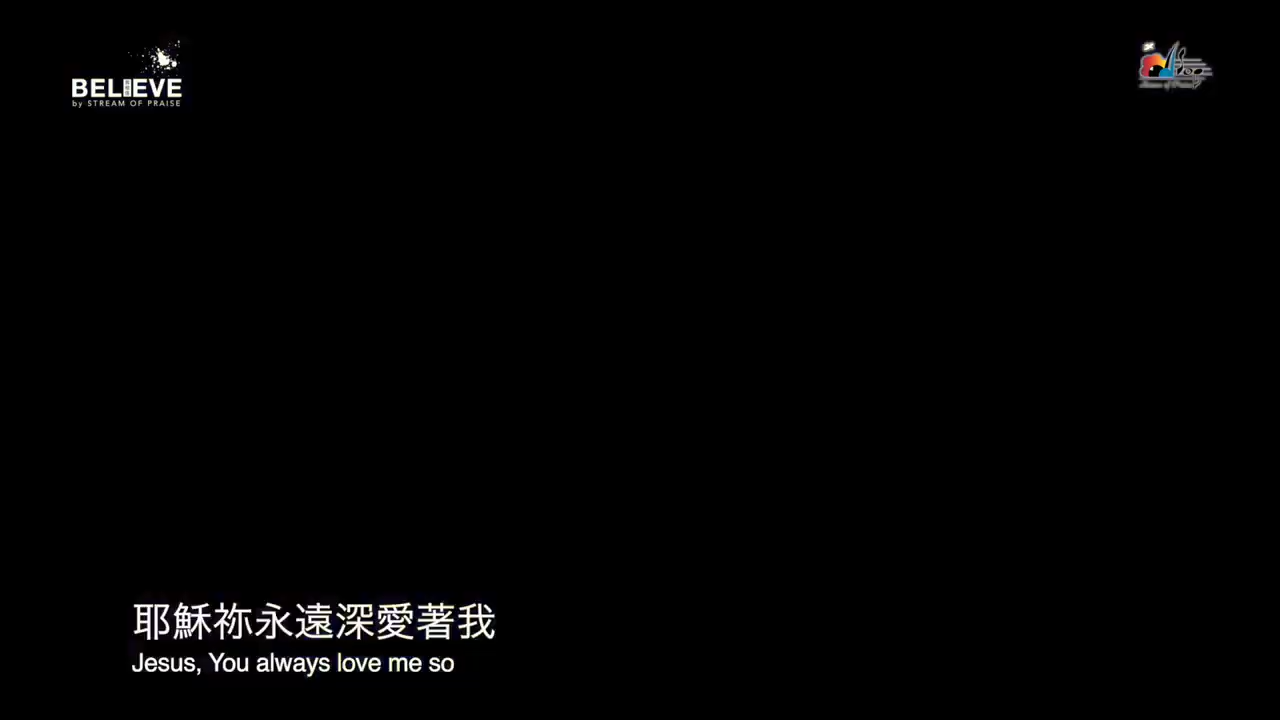 BELIEVE
by STREAM OF PRAISE
耶穌祢永遠深愛著我
Jesus, You always love me so